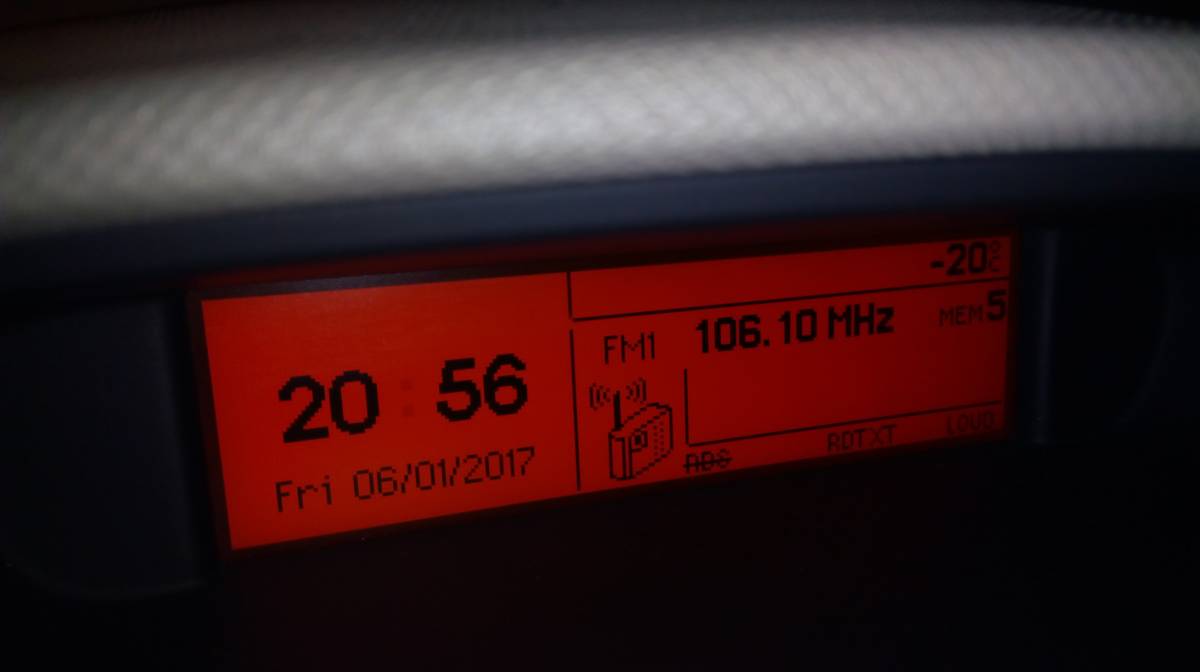 -20°C
FM1 106.10 MHz MEM 5
20:56
Fri 06/01/2017
RDS RDTXT LOUD